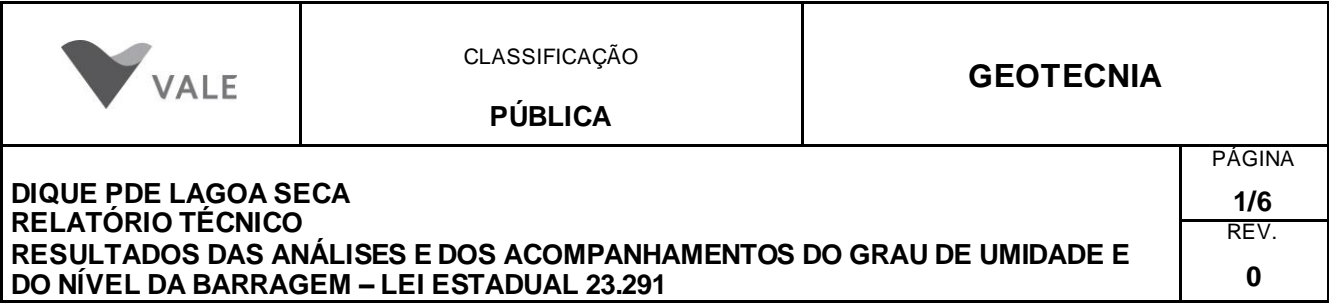 VALE
CLASSIFICAÇÃO
PÚBLICA
GEOTECNIA
DIQUE PDE LAGOA SECA
RELATÓRIO TÉCNICO
RESULTADOS DAS ANÁLISES E DOS ACOMPANHAMENTOS DO GRAU DE UMIDADE E
DO NÍVEL DA BARRAGEM – LEI ESTADUAL 23.291
PÁGINA
1/6
REV.
0